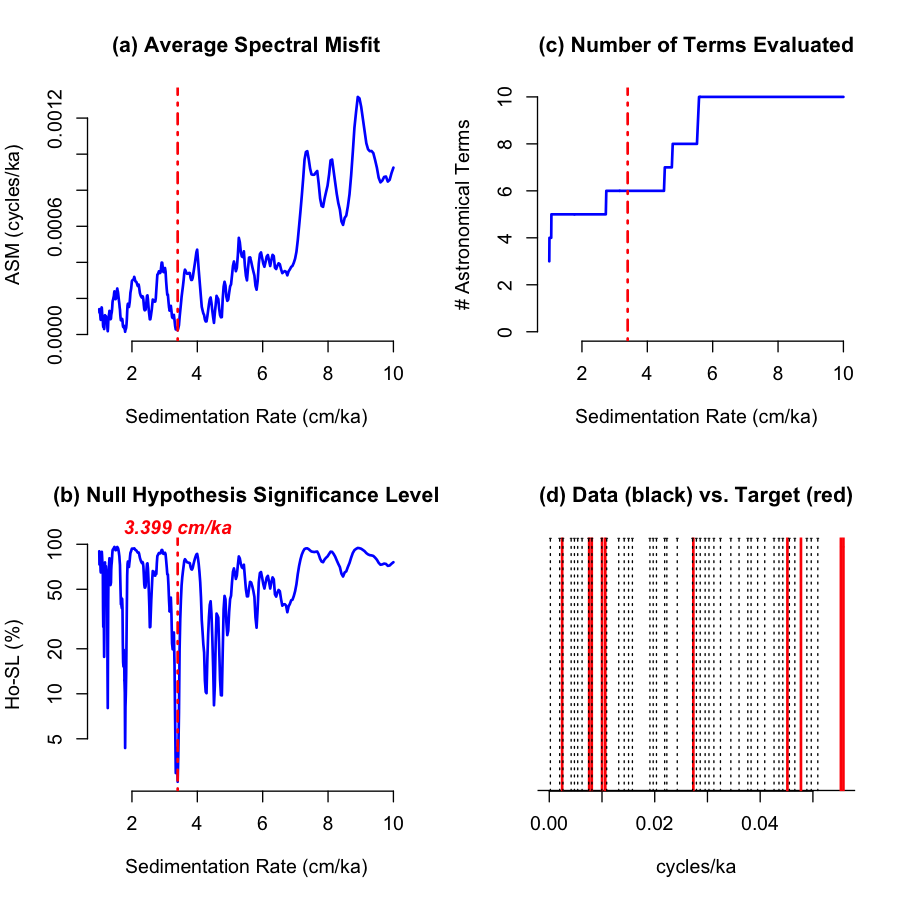 (a) Average Spectral Misfit
ASM (cycles/ka)
0.0012
0.0006
0.0000
2 4 6 8 10
Sedimentation Rate (cm/ka)
(c) Number of Terms Evaluated
# Astronomical Terms
10
8
6
4
2
0
2 4 6 8 10
Sedimentation Rate (cm/ka)
(b) Null Hypothesis Significance Level
3.399 cm/ka
Ho-SL (%)
100
50
20
10
5
2 4 6 8 10
Sedimentation Rate (cm/ka)
(d) Data (black) vs. Target (red)
0.00 0.02 0.04
cycles/ka